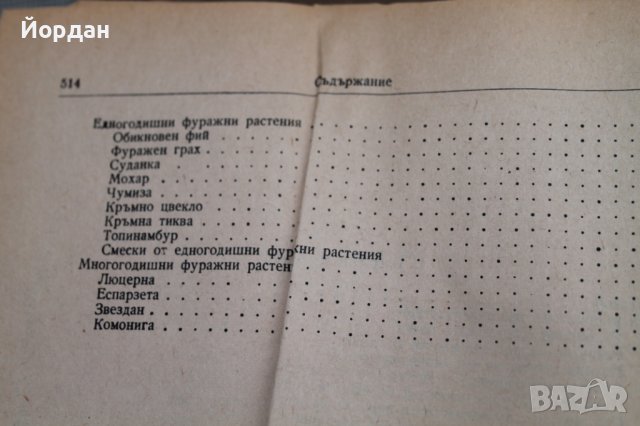 Йордан
514 Съдържание
Едногодишни фуражни растения
Обикновен фий
Фуражен грах
Суданка
Мохар
Чумиза
Кръмно цвекло
Кръмна тиква
Топинамбур
Смески от едногодишни фуражни растения
Многогодишни фуражни растен
Люцерна
Еспарзета
Звездан
Комонига
BAZAR